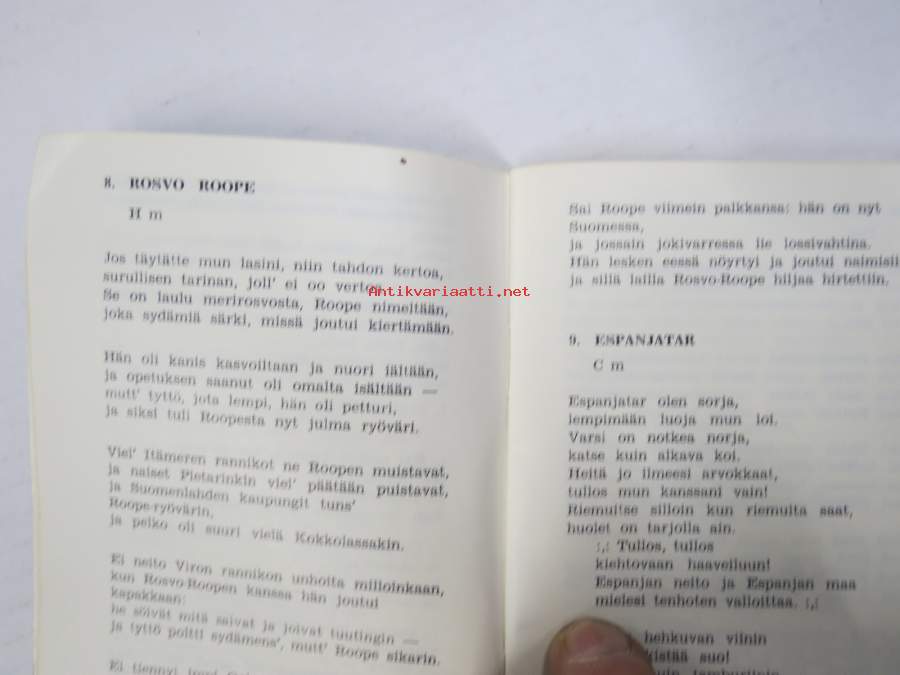 8. ROSVO ROOPE
H m
Jos täytätte mun lasini, niin tahdon kertoa,
surullisen tarinan, joll' ei oo vertoa
Se on laulu merirosvosta, Roope nimeltään,
joka sydämiä särki, missä joutui kiertämään.
Hän oli kanis kasvoiltaan ja nuori iältään,
ja opetuksen saanut oli omalta isältään —
mutt' tyttö, jota lempi, hän oli petturi,
ja siksi tuli Roopesta nyt julma ryöväri.
Viel' Itämeren rannikot ne Roopen muistavat,
ja naiset Pietarinkin viel' päätään puistavat,
ja Suomenlahden kaupungit tuns'
Roope-ryövärin,
ja pelko oli suuri vielä Kokkolassakin.
Ei neito Viron rannikon unhoita milloinkaan,
kun Rosvo-Roopen kanssa hän joutui
kapakkaan:
he söivät mitä saivat ja joivat tuutingin —
ja tyttö poltti sydämens', mutt' Roope sikarin.
Ei tiennyt
Sai Roope viimein palkkansa: hän on nyt
Suomessa,
ja jossain jokivarressa lie lossivahtina.
Hän lesken eessä nöyrtyi ja joutui naimisii
ja sillä lailla Rosvo-Roope hiljaa hirtettiin.
9. ESPANJATAR
C m
Espanjatar olen sorja,
lempimään luoja mun loi.
Varsi on notkea norja,
katse kuin aikava koi.
Heitä jo ilmeesi arvokkaat,
tullos mun kanssani vain!
Riemuitse silloin kun riemuita saat,
huolet on tarjolla ain.
:,: Tullos, tullos
kiehtovaan haaveiluun!
Espanjan neito ja Espanjan maa
mielesi tenhoten valloittaa. :,:
hehkuvan viinin
kistää suo!
tamburiinin
Antikvariaatti.net